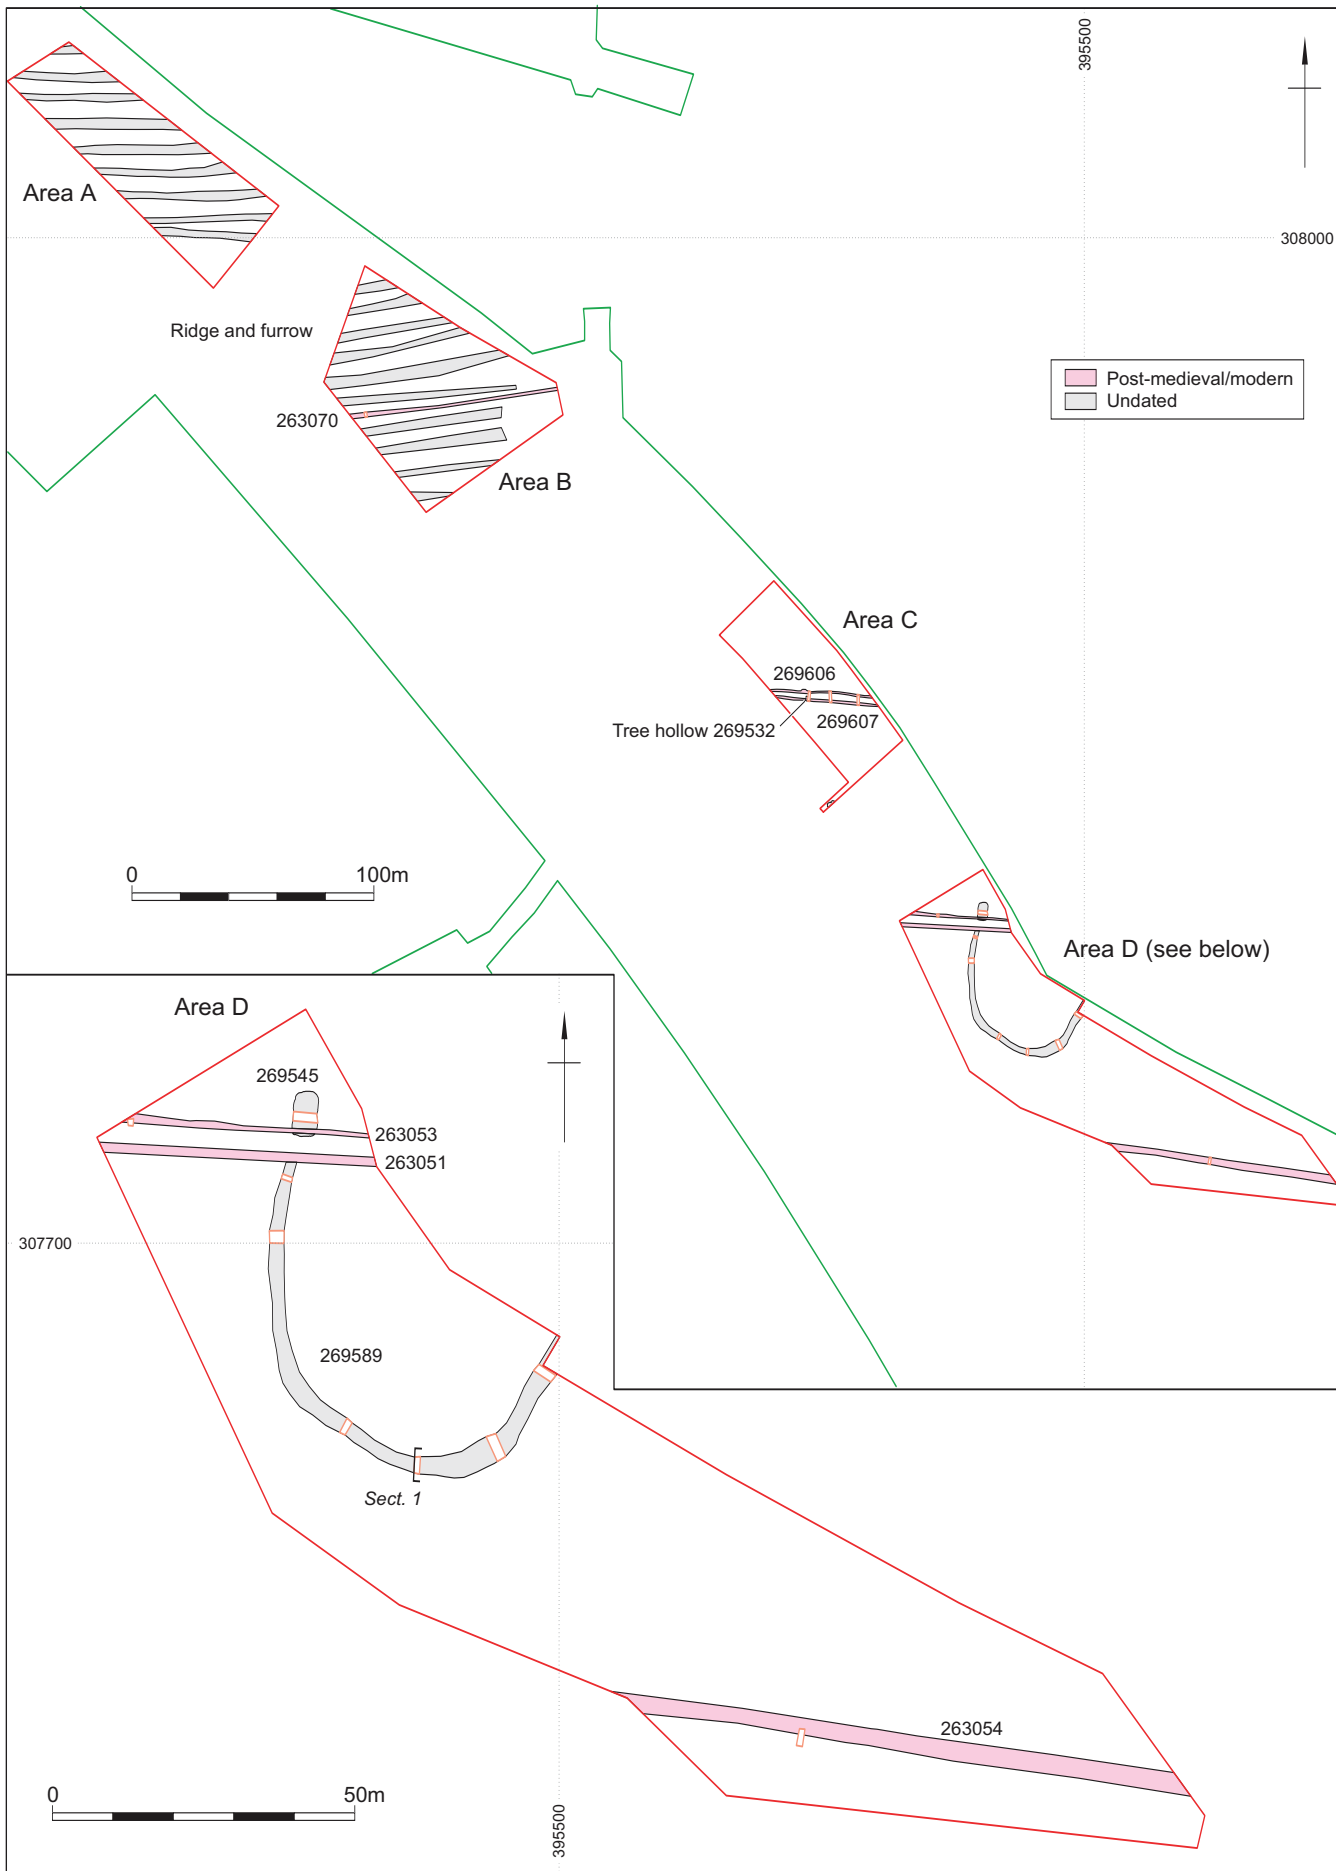 395500
Area A
308000
Ridge and furrow
Post-medieval/modern
Undated
263070
Area B
Area C
269606
269607
Tree hollow 269532
0 100m
Area D (see below)
Area D
269545
263053
263051
307700
269589
Sect. 1
263054
0 50m
395500